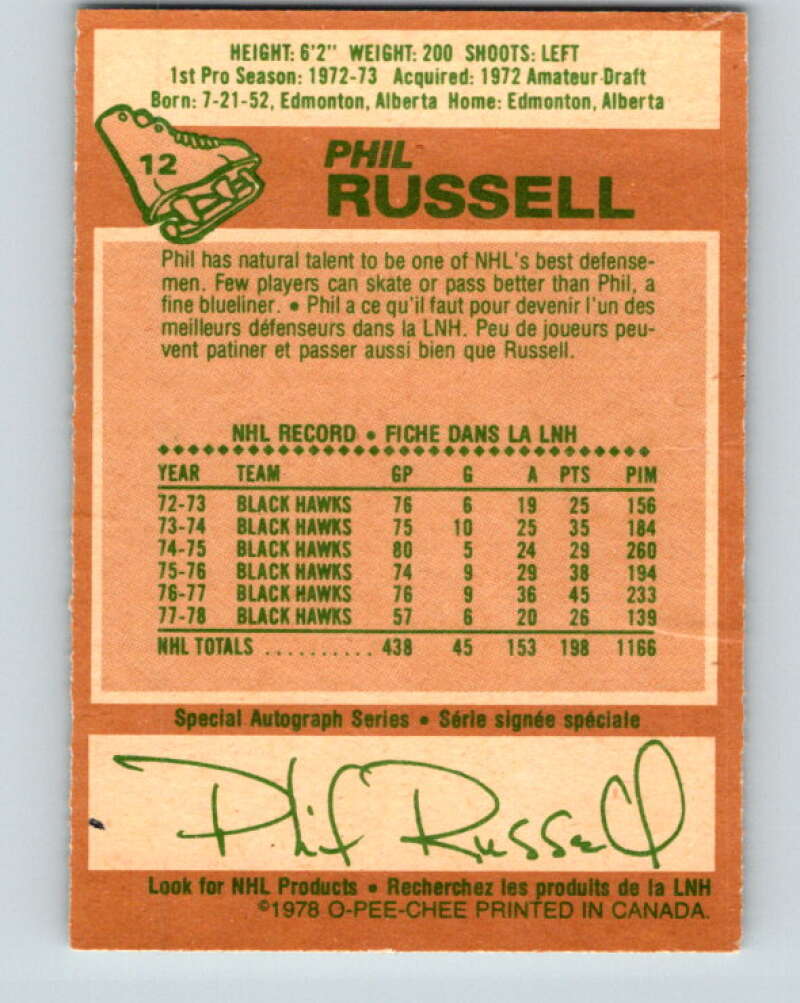 HEIGHT: 6'2" WEIGHT: 200 SHOOTS: LEFT
1st Pro Season: 1972-73 Acquired: 1972 Amateur Draft
Born: 7-21-52, Edmonton, Alberta Home: Edmonton, Alberta
12
PHIL
RUSSELL
Phil has natural talent to be one of NHL's best defense-
men. Few players can skate or pass better than Phil, a
fine blueliner. • Phil a ce qu'il faut pour devenir l'un des
meilleurs défenseurs dans la LNH. Peu de joueurs peu-
vent patiner et passer aussi bien que Russell.
NHL RECORD • FICHE DANS LA LNH
YEAR TEAM GP G A PTS PIM
72-73 BLACK HAWKS 76 6 19 25 156
73-74 BLACK HAWKS 75 10 25 35 184
74-75 BLACK HAWKS 80 5 24 29 260
75-76 BLACK HAWKS 74 9 29 38 194
76-77 BLACK HAWKS 76 9 36 45 233
77-78 BLACK HAWKS 57 6 20 26 139
NHL TOTALS .......... 438 45 153 198 1166
Special Autograph Series • Série signée spéciale
Phil Russell
Look for NHL Products • Recherchez les produits de la LNH
©1978 O-PEE-CHEE PRINTED IN CANADA.